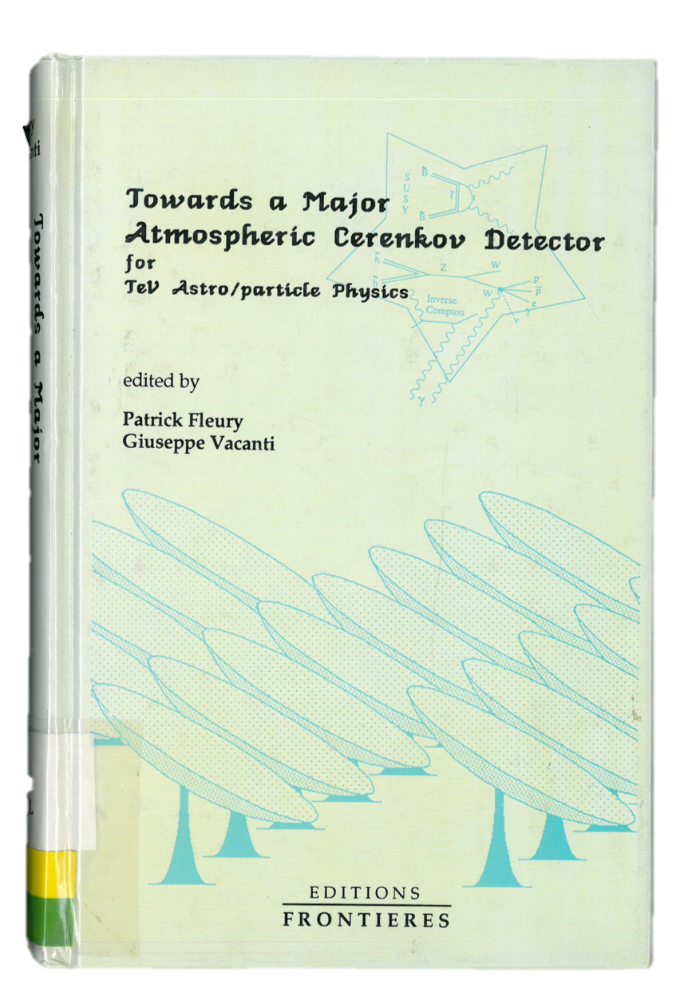 Towards a Major
Atmospheric Cerenkov Detector
for
TeV Astro/particle Physics
edited by
Patrick Fleury
Giuseppe Vacanti
SUSY
B̃
B̃
h̃
Z
W
W
p
p̅
e
γ
ν
Inverse
Compton
γ
EDITIONS
FRONTIERES
Towards a Major